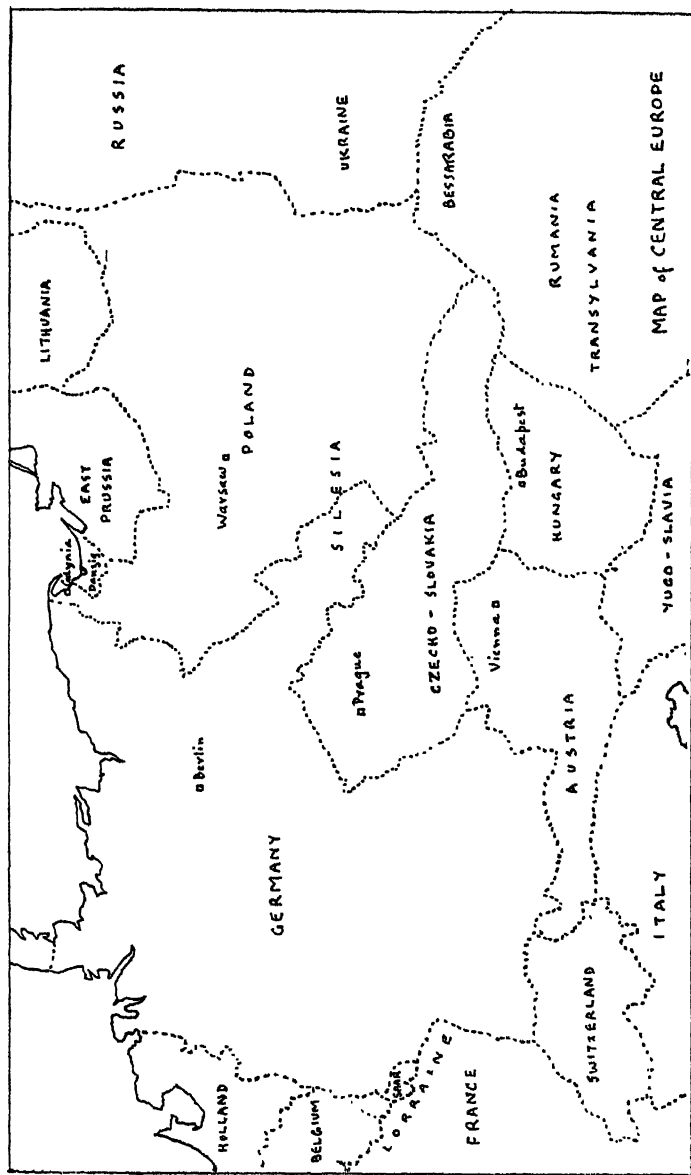 RUSSIA
LITHUANIA
EAST
PRUSSIA
Gdynia
Danzig
Warsaw
POLAND
UKRAINE
Berlin
GERMANY
SILESIA
HOLLAND
BELGIUM
SAAR
LORRAINE
FRANCE
Prague
CZECHO-SLOVAKIA
BESSARABIA
Vienna
Budapest
HUNGARY
AUSTRIA
SWITZERLAND
ITALY
YUGO-SLAVIA
RUMANIA
TRANSYLVANIA
MAP of CENTRAL EUROPE